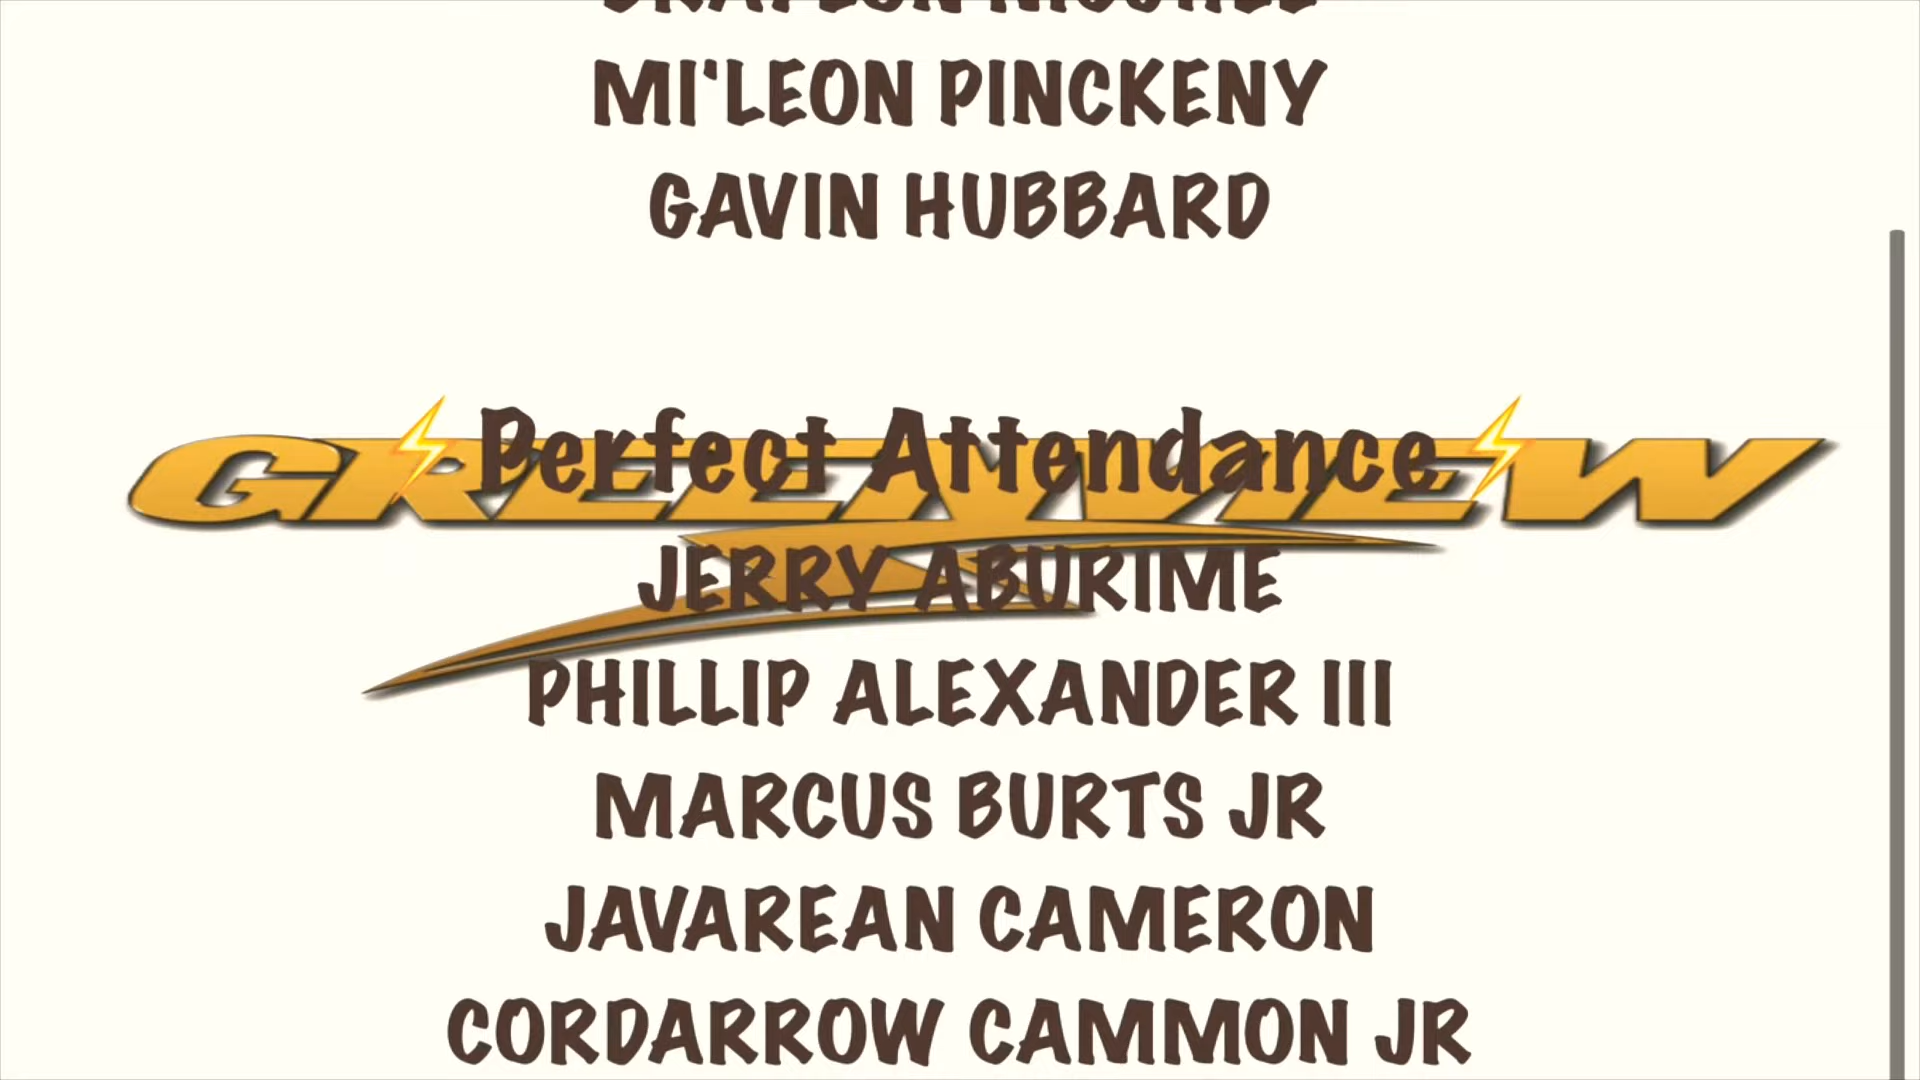 MI'LEON PINCKENY
GAVIN HUBBARD
⚡Perfect Attendance⚡
GREENVIEW
JERRY ABURIME
PHILLIP ALEXANDER III
MARCUS BURTS JR
JAVAREAN CAMERON
CORDARROW CAMMON JR